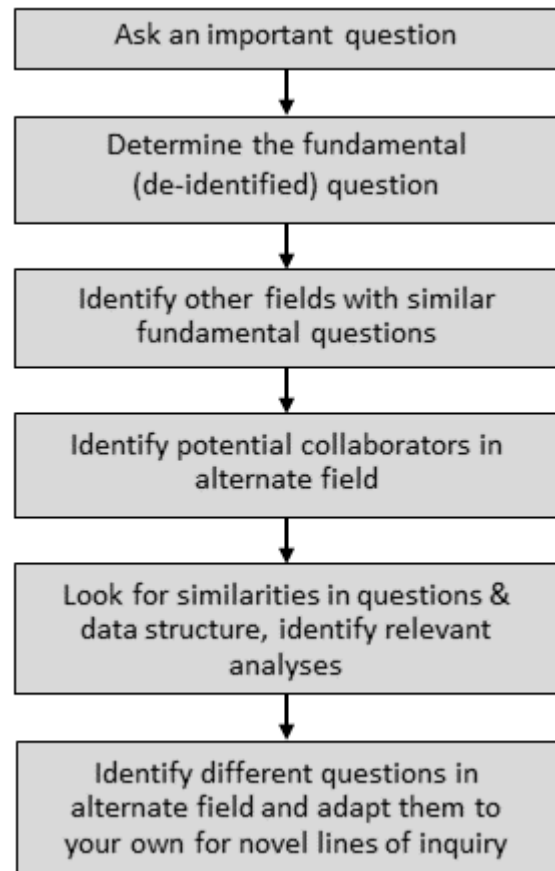 Ask an important question
Determine the fundamental
(de-identified) question
Identify other fields with similar
fundamental questions
Identify potential collaborators in
alternate field
Look for similarities in questions &
data structure, identify relevant
analyses
Identify different questions in
alternate field and adapt them to
your own for novel lines of inquiry